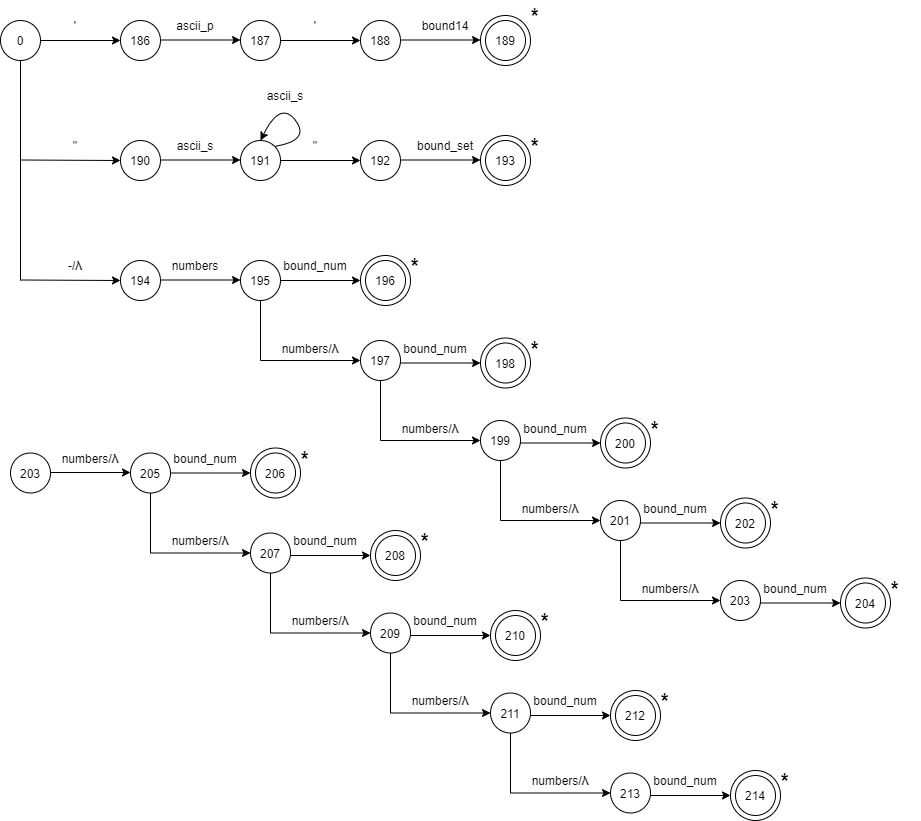 ' ascii_p ' bound14 *
0 186 187 188 189
ascii_s
" ascii_s " bound_set *
190 191 192 193
-/λ numbers bound_num *
194 195 196
numbers/λ bound_num *
197 198
numbers/λ bound_num *
199 200
numbers/λ bound_num *
203 205 206
numbers/λ bound_num *
201 202
numbers/λ bound_num *
207 208
numbers/λ bound_num *
203 204
numbers/λ bound_num *
209 210
numbers/λ bound_num *
211 212
numbers/λ bound_num *
213 214